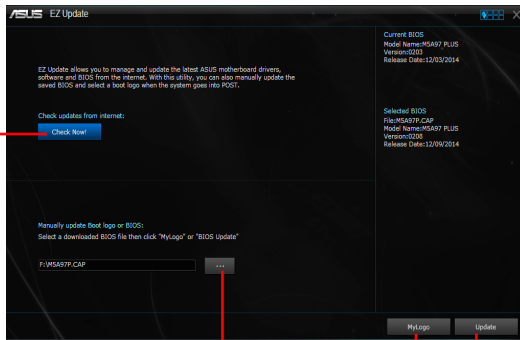 ASUS EZ Update
Current BIOS
Model Name:M5A97 PLUS
Version:0203
Release Date:12/03/2014
EZ Update allows you to manage and update the latest ASUS motherboard drivers,
software and BIOS from the internet. With this utility, you can also manually update the
saved BIOS and select a boot logo when the system goes into POST.
Selected BIOS
File:M5A97P.CAP
Model Name:M5A97 PLUS
Version:0208
Release Date:12/09/2014
Check updates from internet:
Check Now!
Manually update Boot logo or BIOS:
Select a downloaded BIOS file then click "MyLogo" or "BIOS Update"
F:\M5A97P.CAP
...
MyLogo
Update